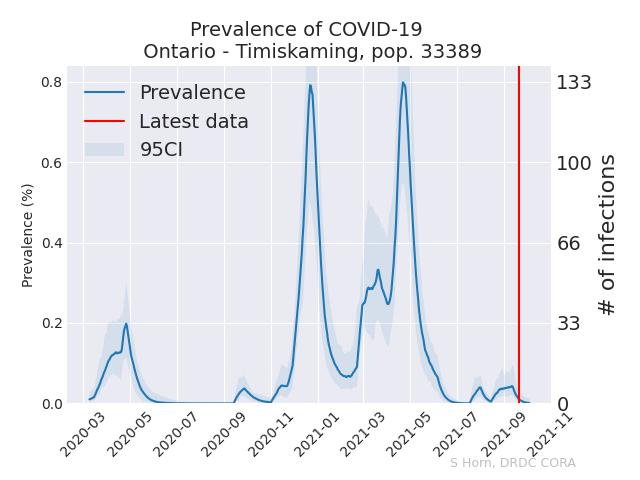 Prevalence of COVID-19
Ontario - Timiskaming, pop. 33389
Prevalence
Latest data
95CI
Prevalence (%)
0.8
0.6
0.4
0.2
0.0
133
100
66
33
0
# of infections
2020-03
2020-05
2020-07
2020-09
2020-11
2021-01
2021-03
2021-05
2021-07
2021-09
2021-11
S Horn, DRDC CORA